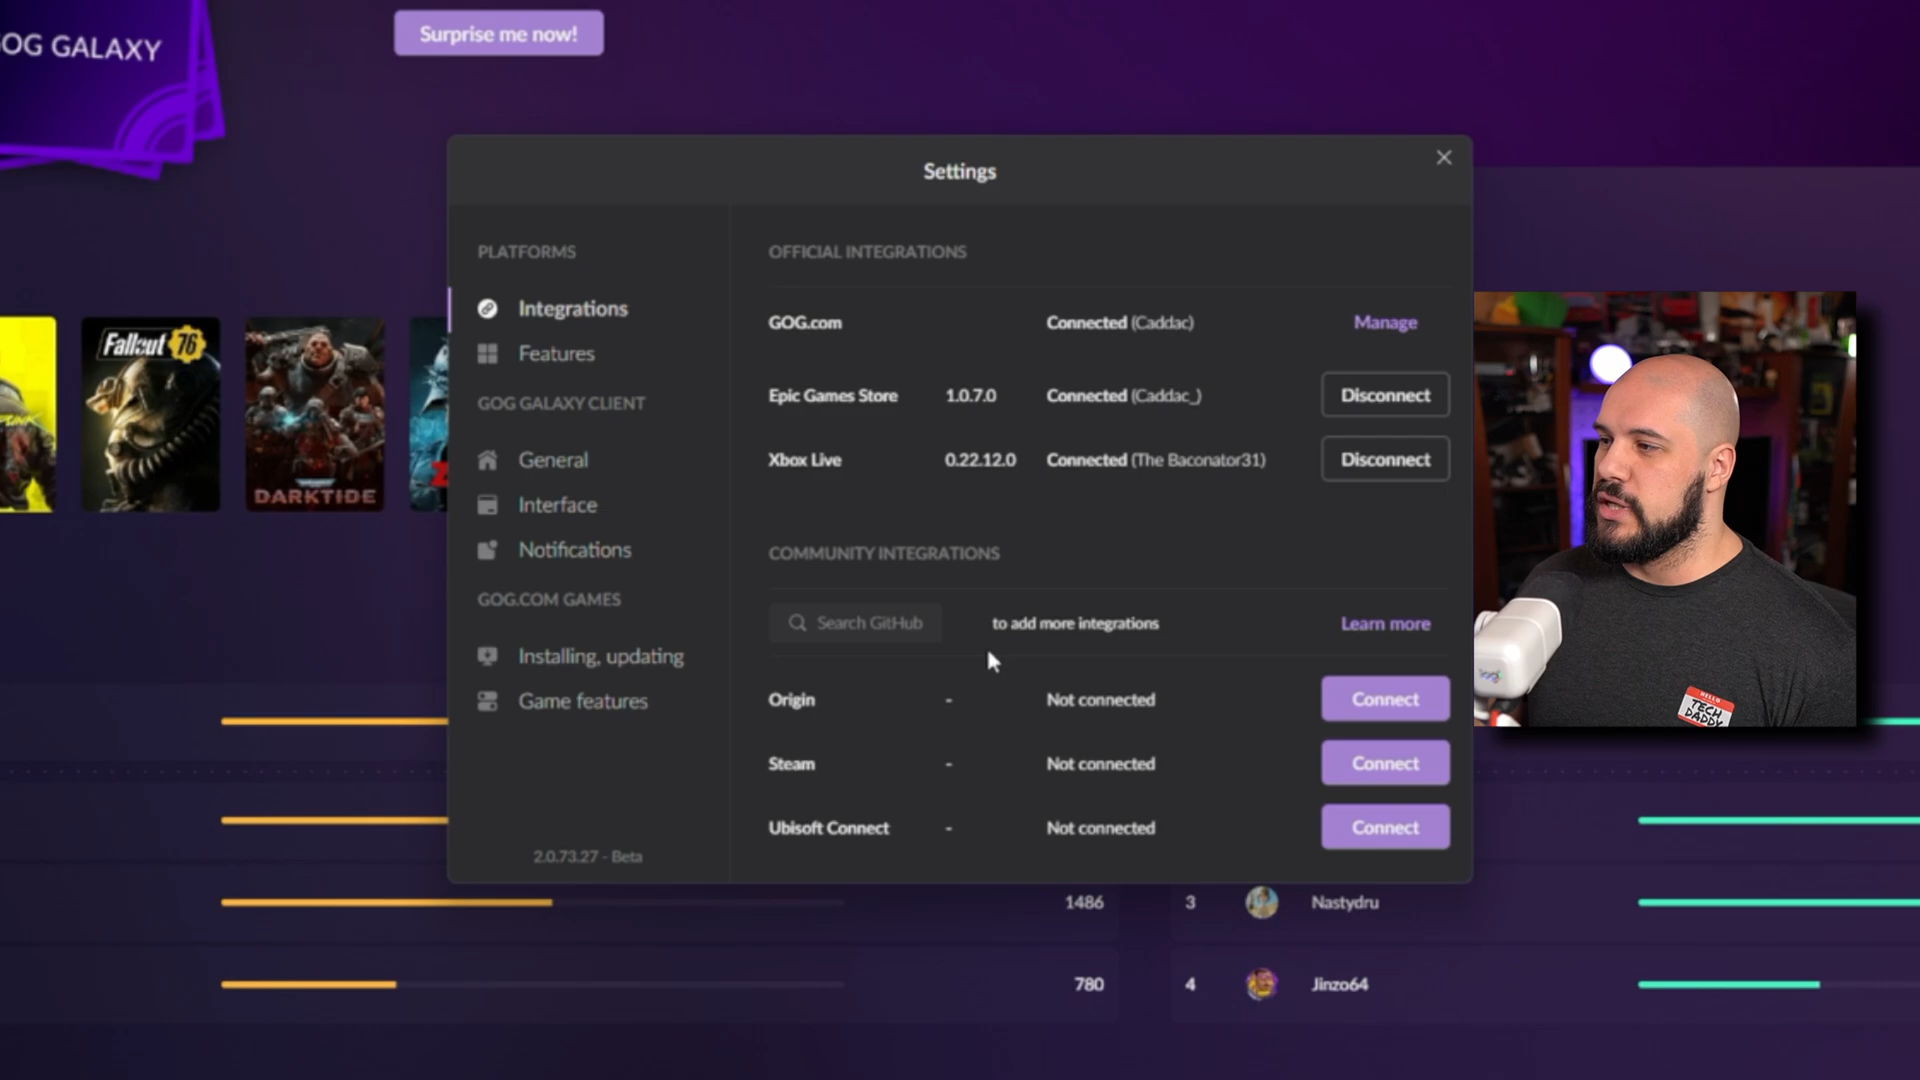 GOG GALAXY
Surprise me now!
Settings
PLATFORMS
Integrations
Features
GOG GALAXY CLIENT
General
Interface
Notifications
GOG.COM GAMES
Installing, updating
Game features
2.0.73.27 - Beta
OFFICIAL INTEGRATIONS
GOG.com Connected (Caddac) Manage
Epic Games Store 1.0.7.0 Connected (Caddac_) Disconnect
Xbox Live 0.22.12.0 Connected (The Baconator31) Disconnect
COMMUNITY INTEGRATIONS
Search GitHub to add more integrations Learn more
Origin - Not connected Connect
Steam - Not connected Connect
Ubisoft Connect - Not connected Connect
Fallout 76
DARKTIDE
HELLO
TECH
DADDY
1486 3 Nastydru
780 4 Jinzo64